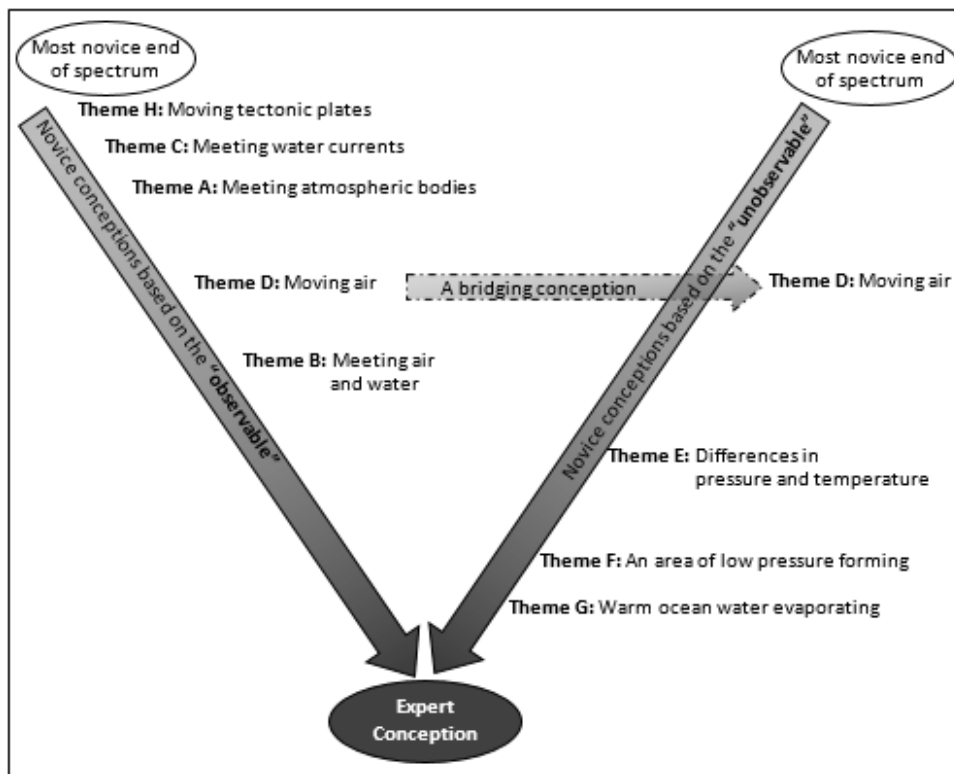 Most novice end
of spectrum
Most novice end
of spectrum
Theme H: Moving tectonic plates
Theme C: Meeting water currents
Theme A: Meeting atmospheric bodies
Novice conceptions based on the "observable"
Novice conceptions based on the "unobservable"
Theme D: Moving air
A bridging conception
Theme D: Moving air
Theme B: Meeting air
and water
Theme E: Differences in
pressure and temperature
Theme F: An area of low pressure forming
Theme G: Warm ocean water evaporating
Expert
Conception